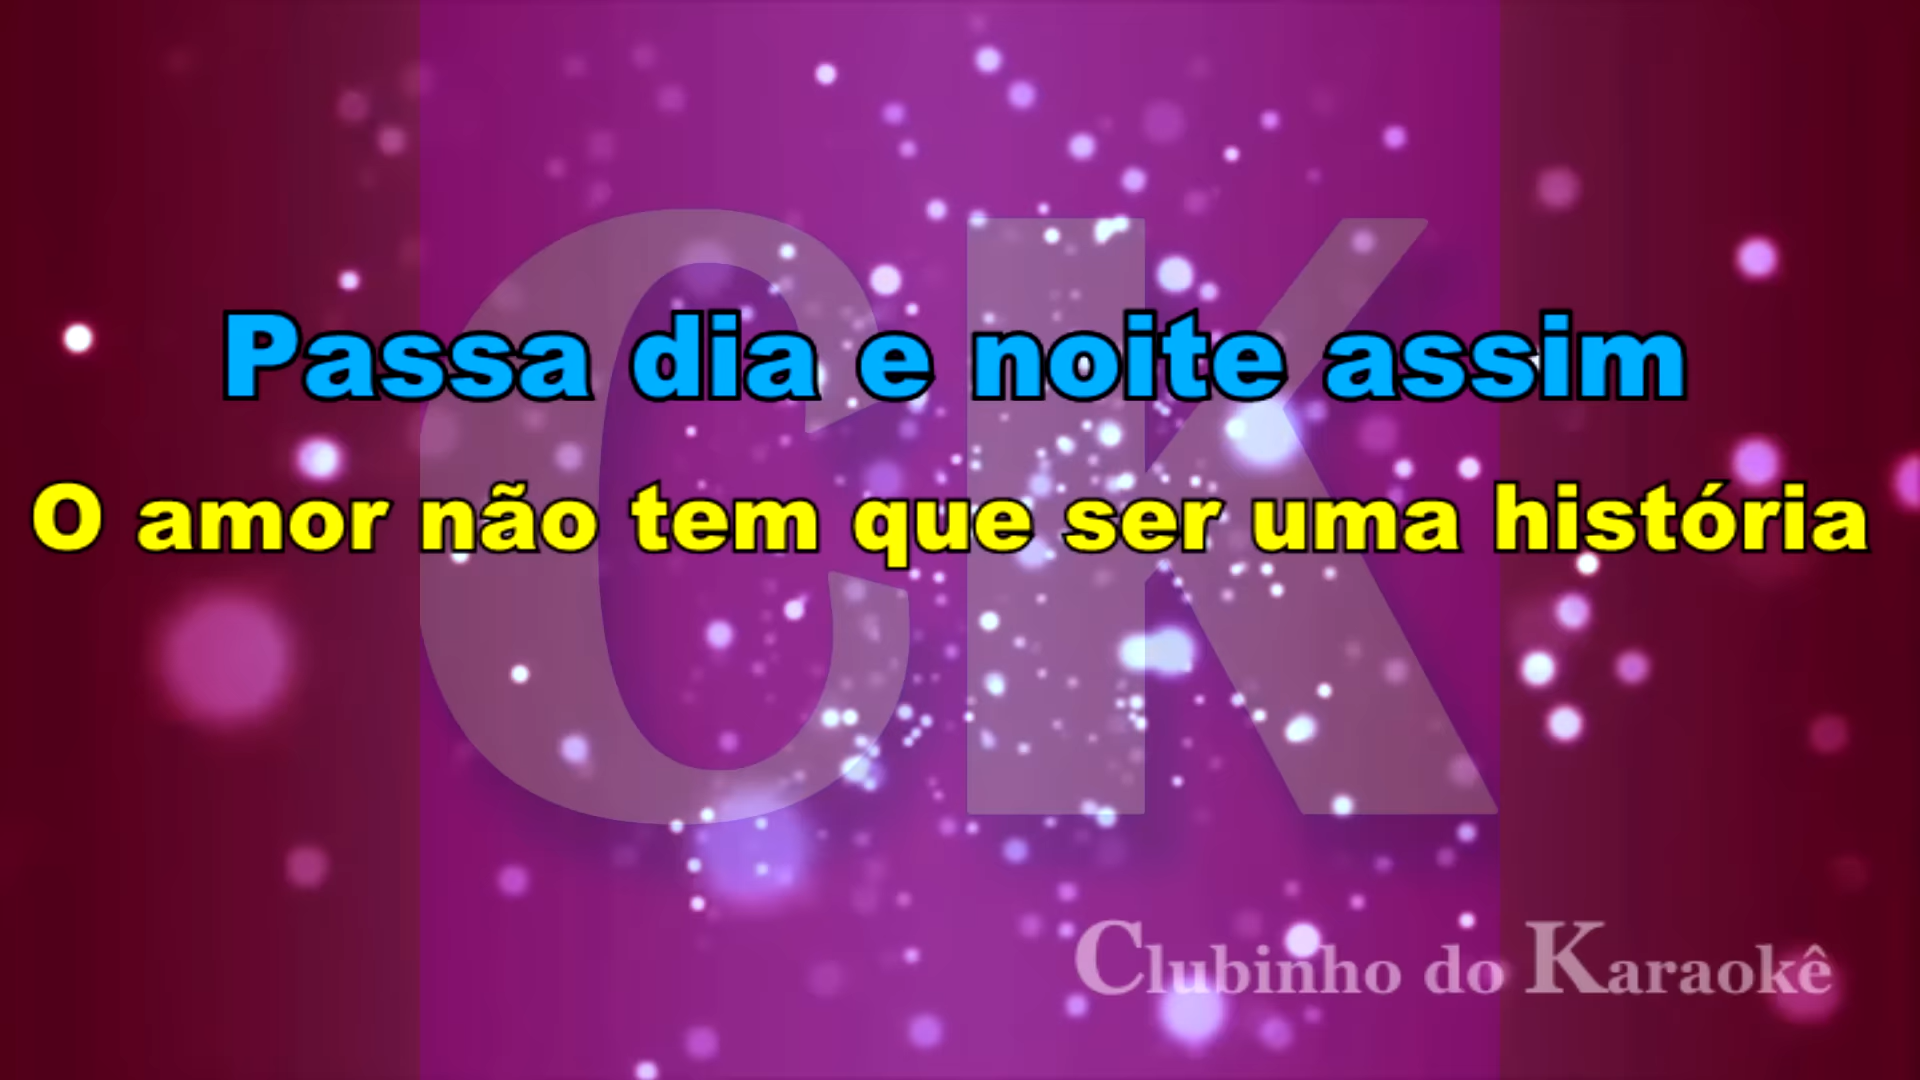 CK
Passa dia e noite assim
O amor não tem que ser uma história
Clubinho do Karaokê